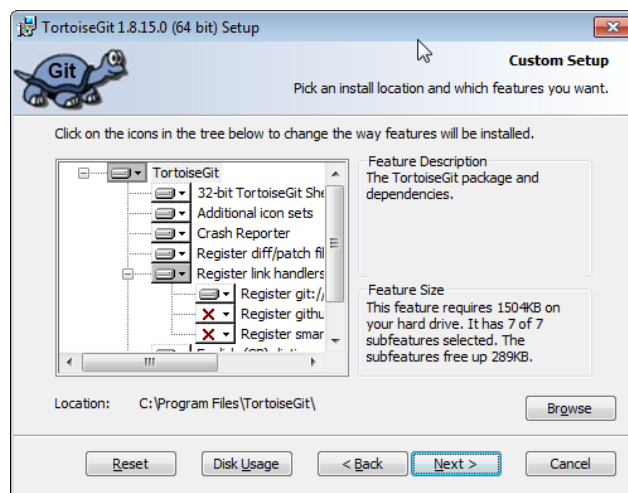 TortoiseGit 1.8.15.0 (64 bit) Setup
Git
Custom Setup
Pick an install location and which features you want.
Click on the icons in the tree below to change the way features will be installed.
TortoiseGit
32-bit TortoiseGit She
Additional icon sets
Crash Reporter
Register diff/patch fil
Register link handlers
Register git:/
Register githu
Register smar
Feature Description
The TortoiseGit package and
dependencies.
Feature Size
This feature requires 1504KB on
your hard drive. It has 7 of 7
subfeatures selected. The
subfeatures free up 289KB.
Location: C:\Program Files\TortoiseGit\
Browse
Reset
Disk Usage
< Back
Next >
Cancel